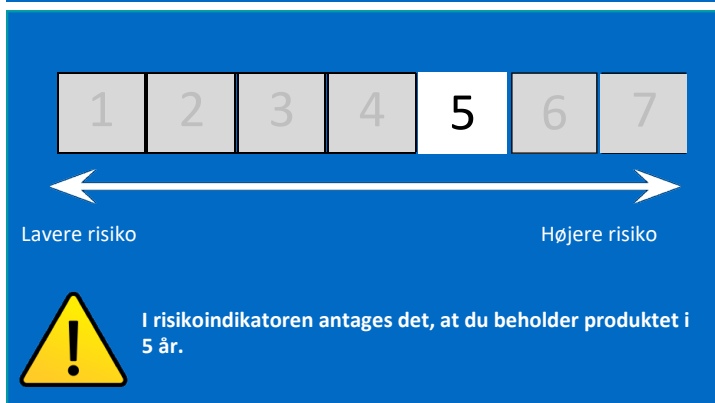 1 2 3 4 5 6 7
Lavere risiko Højere risiko
I risikoindikatoren antages det, at du beholder produktet i
5 år.